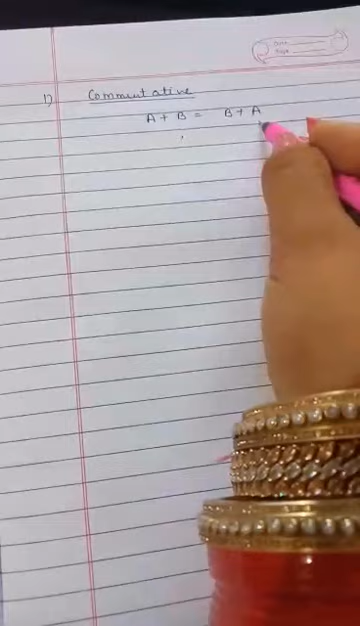 1) Commutative
A + B = B + A